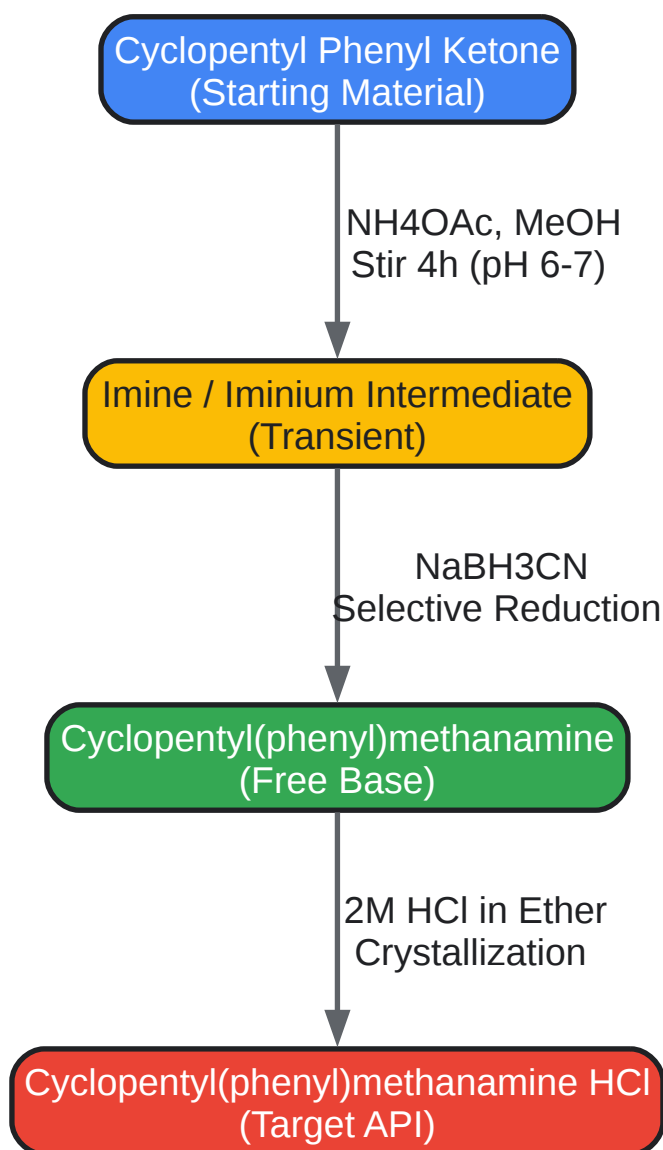 Cyclopentyl Phenyl Ketone
(Starting Material)
NH4OAc, MeOH
Stir 4h (pH 6-7)
Imine / Iminium Intermediate
(Transient)
NaBH3CN
Selective Reduction
Cyclopentyl(phenyl)methanamine
(Free Base)
2M HCl in Ether
Crystallization
Cyclopentyl(phenyl)methanamine HCl
(Target API)